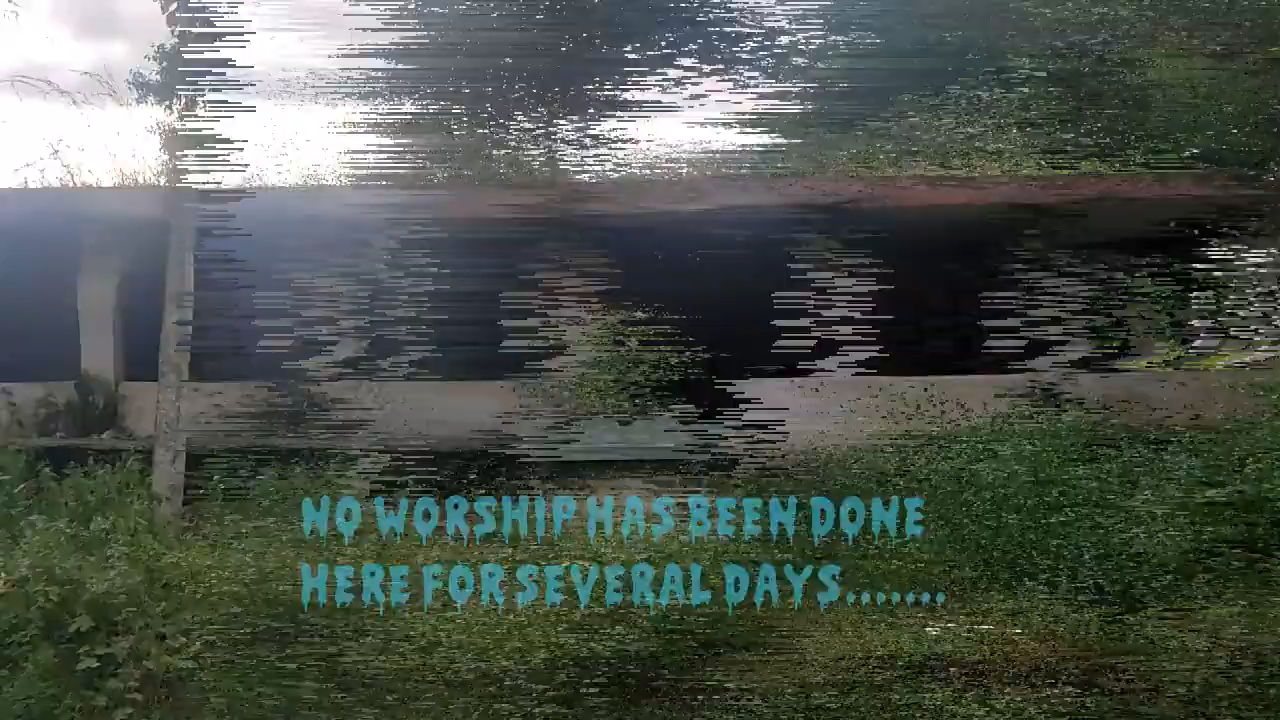 NO WORSHIP HAS BEEN DONE
HERE FOR SEVERAL DAYS.......